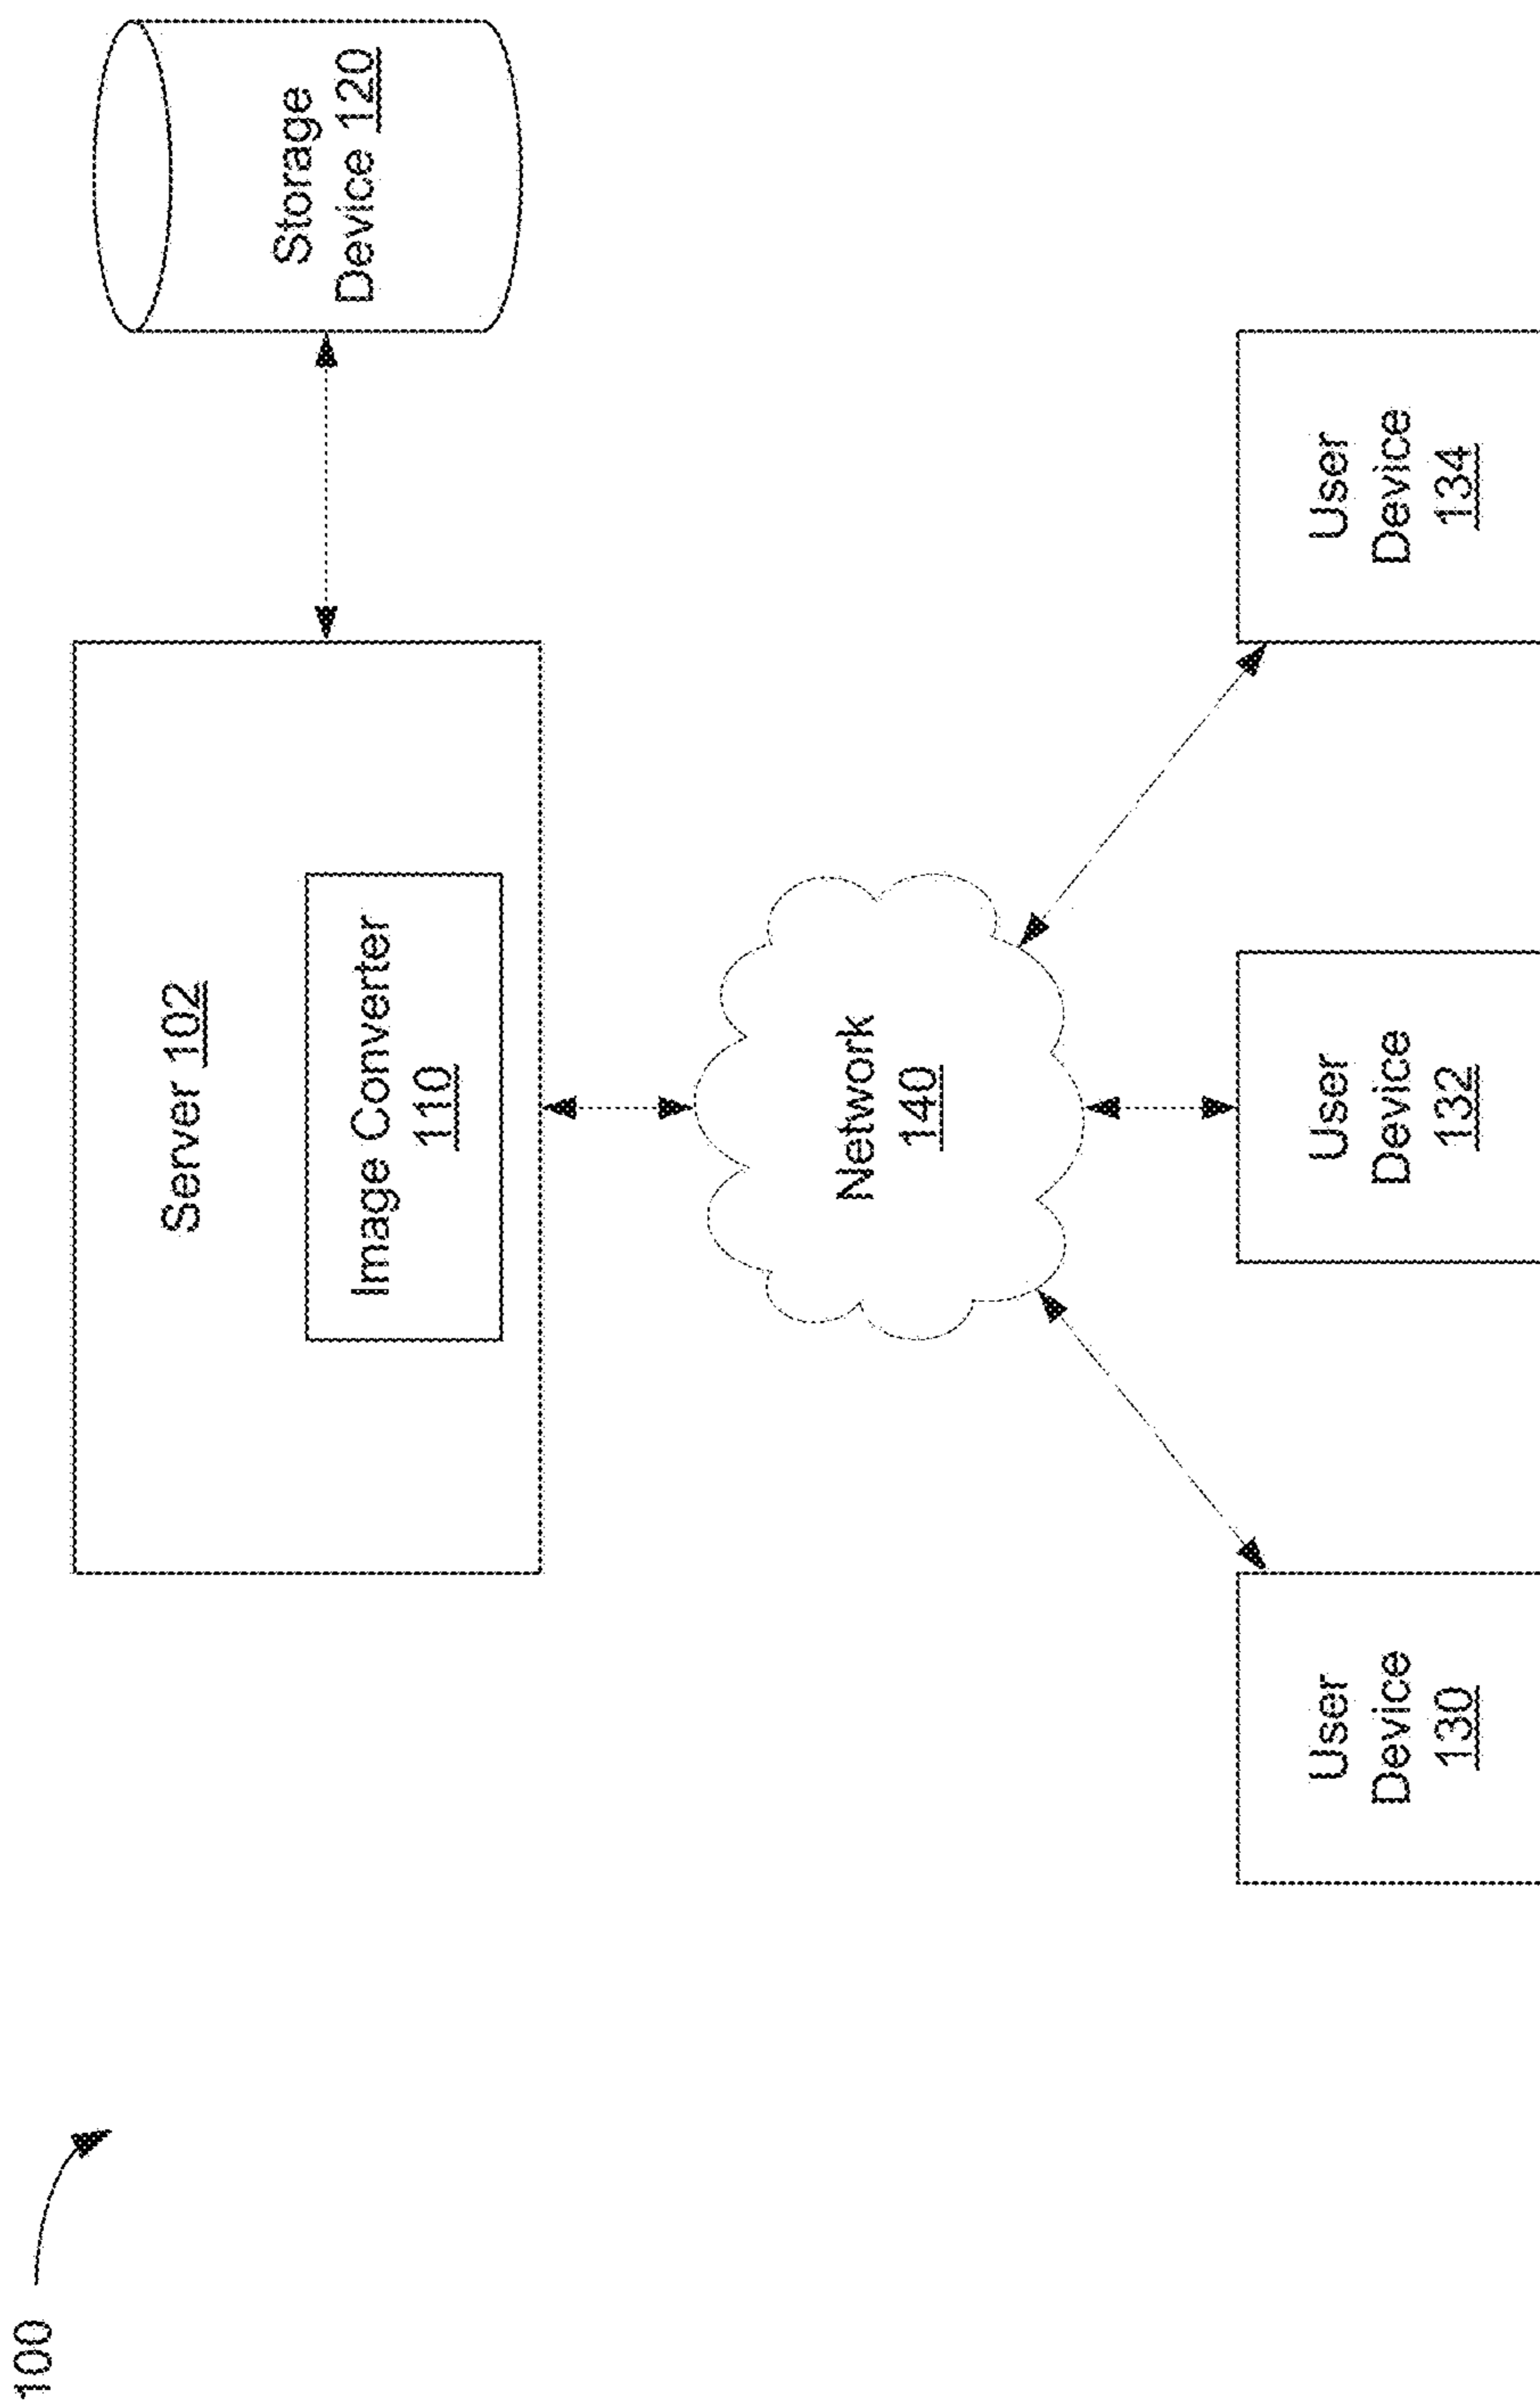 100
Server 102
Image Converter
110
Storage
Device 120
Network
140
User
Device
130
User
Device
132
User
Device
134